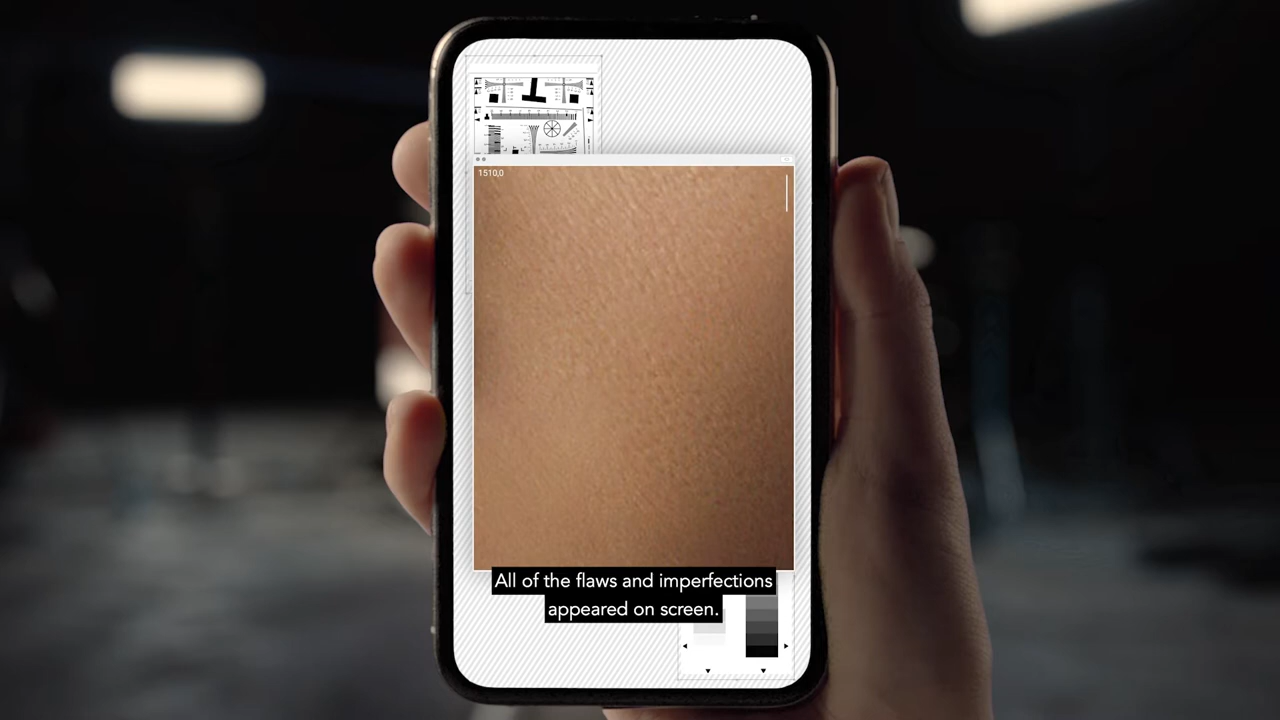 1510,0
All of the flaws and imperfections
appeared on screen.